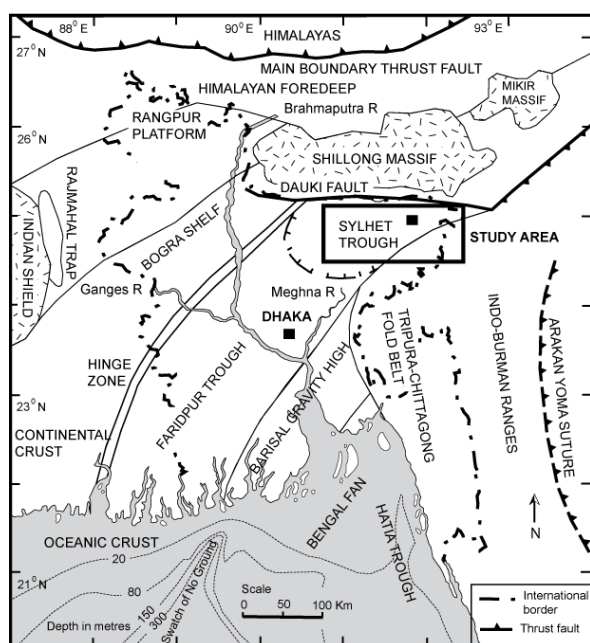 88°E
90°E
93°E
27°N
HIMALAYAS
MAIN BOUNDARY THRUST FAULT
HIMALAYAN FOREDEEP
MIKIR
MASSIF
Brahmaputra R
RANGPUR
PLATFORM
26°N
SHILLONG MASSIF
DAUKI FAULT
RAJMAHAL TRAP
INDIAN SHIELD
BOGRA SHELF
SYLHET
TROUGH
STUDY AREA
Ganges R
Meghna R
DHAKA
HINGE
ZONE
FARIDPUR TROUGH
BARISAL GRAVITY HIGH
TRIPURA-CHITTAGONG
FOLD BELT
INDO-BURMAN RANGES
ARAKAN YOMA SUTURE
23°N
CONTINENTAL
CRUST
OCEANIC CRUST
BENGAL FAN
HATIA TROUGH
N
20
80
150
300
Swatch of No Ground
21°N
Depth in metres
Scale
0 50 100 Km
International
border
Thrust fault